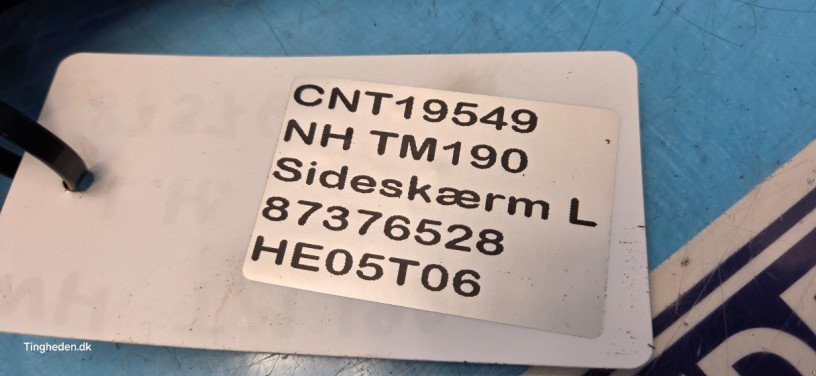 CNT19549
NH TM190
Sideskærm L
87376528
HE05T06
Tingheden.dk